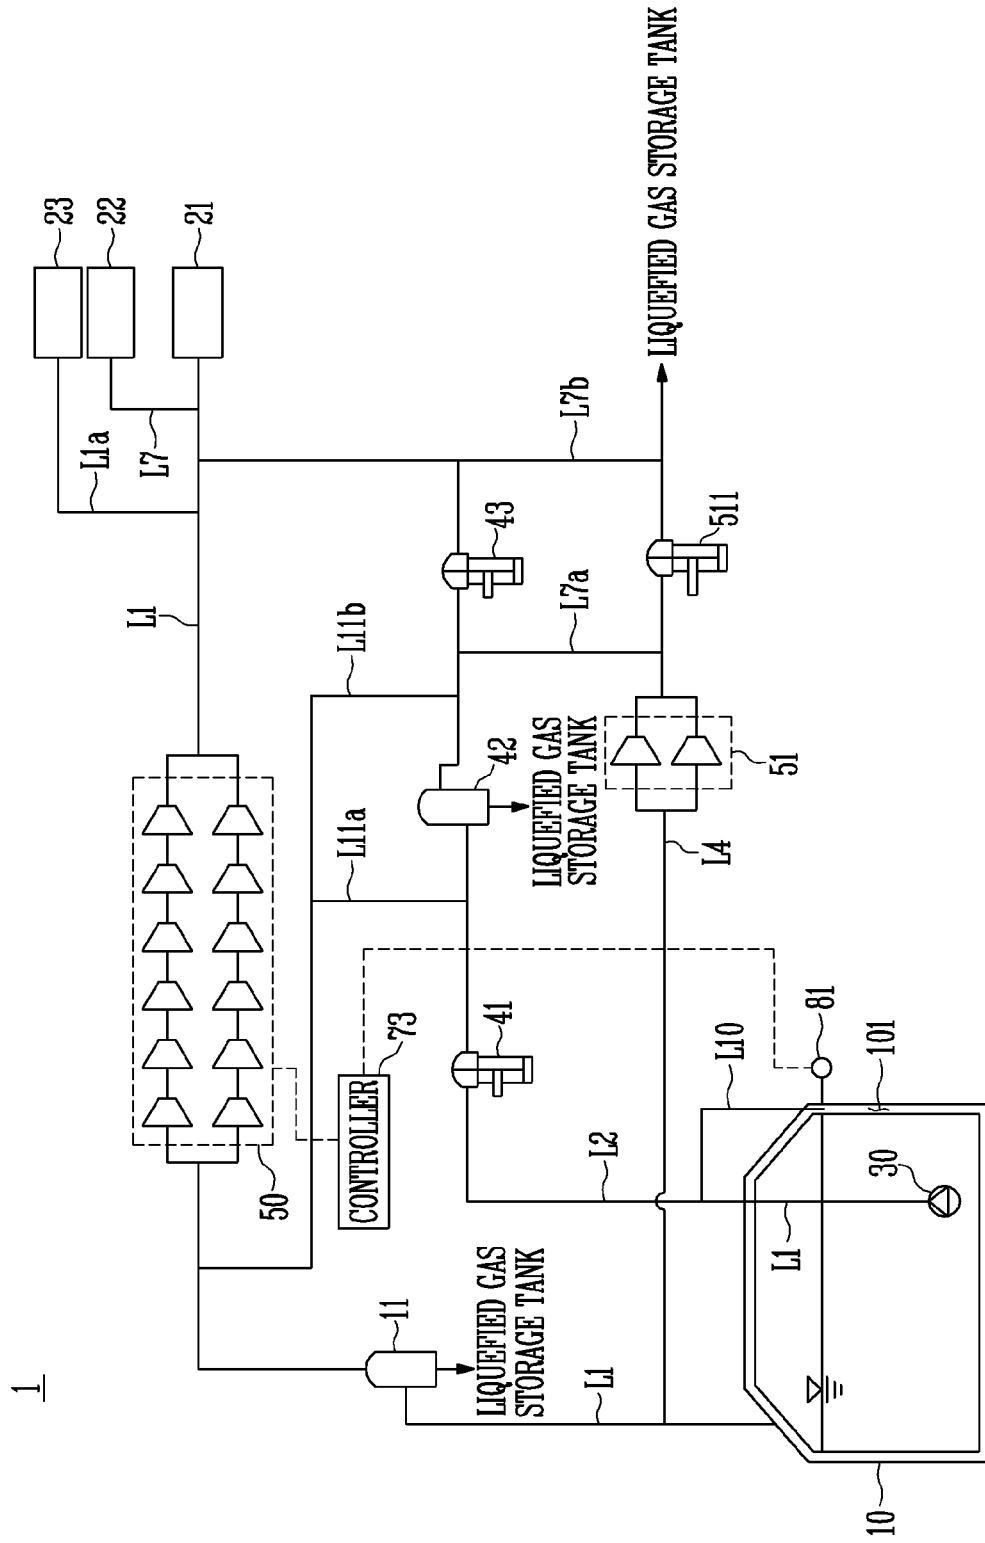 1
23
22
21
L1a
L7
L1
L7b
LIQUEFIED GAS STORAGE TANK
43
511
L7a
L11b
42
LIQUEFIED GAS
STORAGE TANK
51
L11a
L4
50
CONTROLLER
73
41
L2
L10
81
101
30
L1
11
LIQUEFIED GAS
STORAGE TANK
L1
10